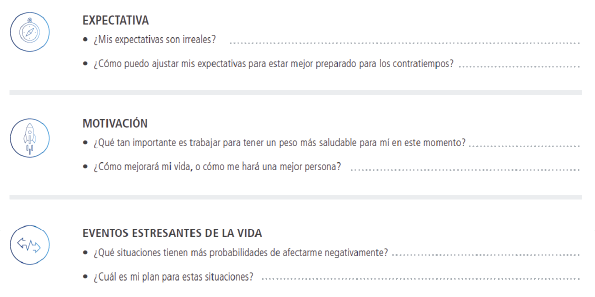 EXPECTATIVA
• ¿Mis expectativas son irreales?
• ¿Cómo puedo ajustar mis expectativas para estar mejor preparado para los contratiempos?
MOTIVACIÓN
• ¿Qué tan importante es trabajar para tener un peso más saludable para mí en este momento?
• ¿Cómo mejorará mi vida, o cómo me hará una mejor persona?
EVENTOS ESTRESANTES DE LA VIDA
• ¿Qué situaciones tienen más probabilidades de afectarme negativamente?
• ¿Cuál es mi plan para estas situaciones?